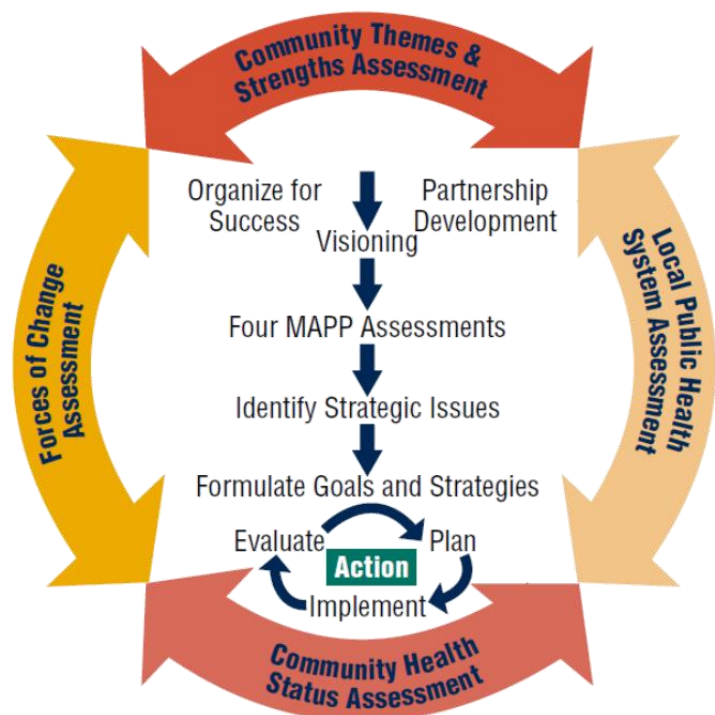 Community Themes &
Strengths Assessment
Organize for
Success
Partnership
Development
Visioning
Four MAPP Assessments
Identify Strategic Issues
Formulate Goals and Strategies
Evaluate
Plan
Action
Implement
Forces of Change
Assessment
Local Public Health
System Assessment
Community Health
Status Assessment